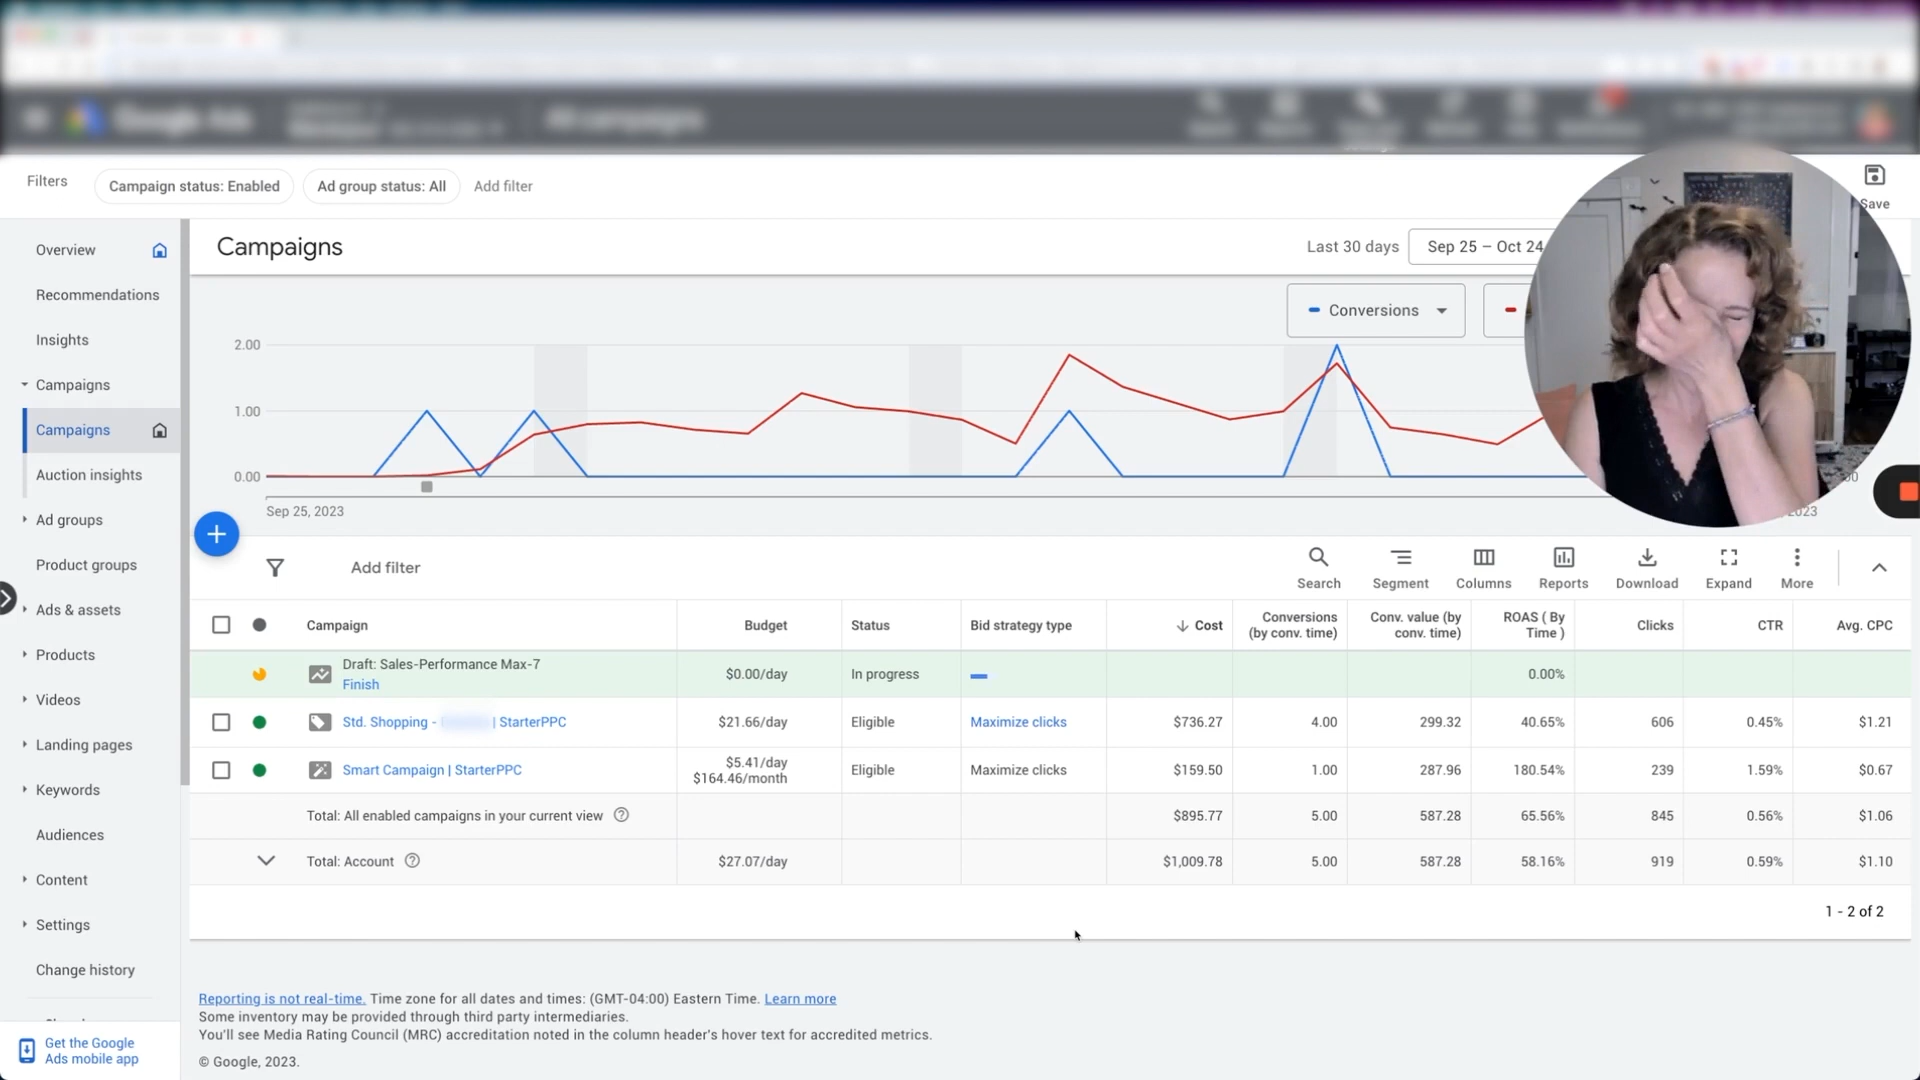 Google Ads
All campaigns
Filters
Campaign status: Enabled
Ad group status: All
Add filter
Save
Overview
Recommendations
Insights
Campaigns
Campaigns
Auction insights
Ad groups
Product groups
Ads & assets
Products
Videos
Landing pages
Keywords
Audiences
Content
Settings
Change history
Get the Google
Ads mobile app
Campaigns
Last 30 days
Sep 25 – Oct 24
Conversions
2.00
1.00
0.00
Sep 25, 2023
2023
Add filter
Search
Segment
Columns
Reports
Download
Expand
More
Campaign
Budget
Status
Bid strategy type
Cost
Conversions
(by conv. time)
Conv. value (by
conv. time)
ROAS ( By
Time )
Clicks
CTR
Avg. CPC
Draft: Sales-Performance Max-7
Finish
$0.00/day
In progress
0.00%
Std. Shopping - | StarterPPC
$21.66/day
Eligible
Maximize clicks
$736.27
4.00
299.32
40.65%
606
0.45%
$1.21
Smart Campaign | StarterPPC
$5.41/day
$164.46/month
Eligible
Maximize clicks
$159.50
1.00
287.96
180.54%
239
1.59%
$0.67
Total: All enabled campaigns in your current view
$895.77
5.00
587.28
65.56%
845
0.56%
$1.06
Total: Account
$27.07/day
$1,009.78
5.00
587.28
58.16%
919
0.59%
$1.10
1 - 2 of 2
Reporting is not real-time. Time zone for all dates and times: (GMT-04:00) Eastern Time. Learn more
Some inventory may be provided through third party intermediaries.
You'll see Media Rating Council (MRC) accreditation noted in the column header's hover text for accredited metrics.
© Google, 2023.